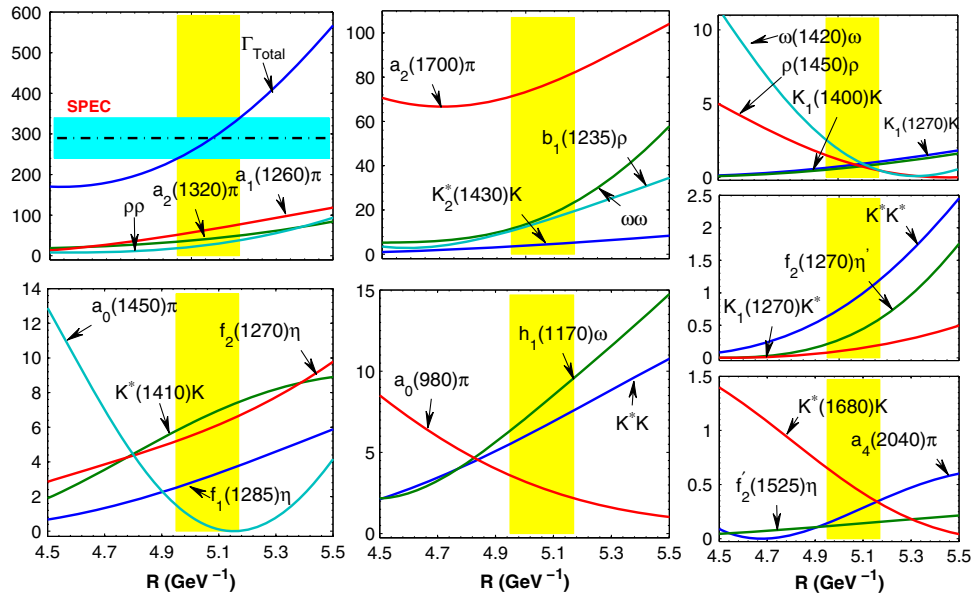 600
500
400
300
200
100
0
Γ_Total
SPEC
ρρ
a_2(1320)π
a_1(1260)π
100
80
60
40
20
0
a_2(1700)π
b_1(1235)ρ
K_2^*(1430)K
ωω
10
5
0
ω(1420)ω
ρ(1450)ρ
K_1(1400)K
K_1(1270)K
2.5
2
1.5
1
0.5
0
K^*K^*
f_2(1270)η'
K_1(1270)K^*
14
12
10
8
6
4
2
0
a_0(1450)π
f_2(1270)η
K^*(1410)K
f_1(1285)η
4.5 4.7 4.9 5.1 5.3 5.5
R (GeV^-1)
15
10
5
0
h_1(1170)ω
a_0(980)π
K^*K
4.5 4.7 4.9 5.1 5.3 5.5
R (GeV^-1)
1.5
1
0.5
0
K^*(1680)K
a_4(2040)π
f_2'(1525)η
4.5 4.7 4.9 5.1 5.3 5.5
R (GeV^-1)